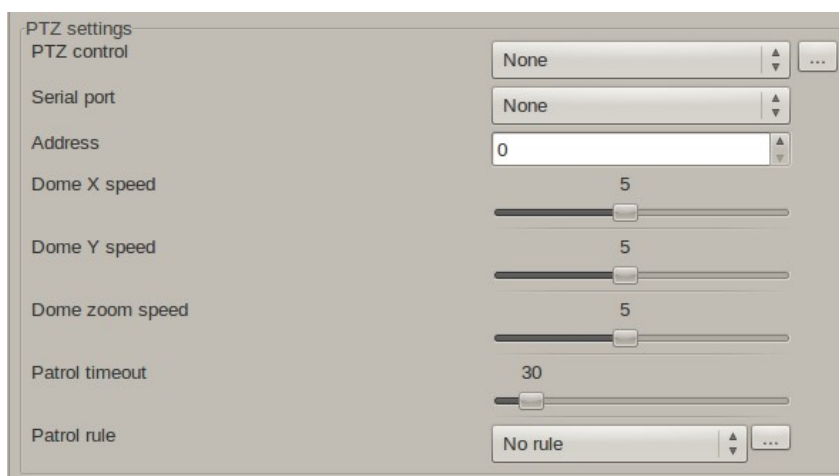 PTZ settings
PTZ control None ...
Serial port None
Address 0
Dome X speed 5
Dome Y speed 5
Dome zoom speed 5
Patrol timeout 30
Patrol rule No rule ...